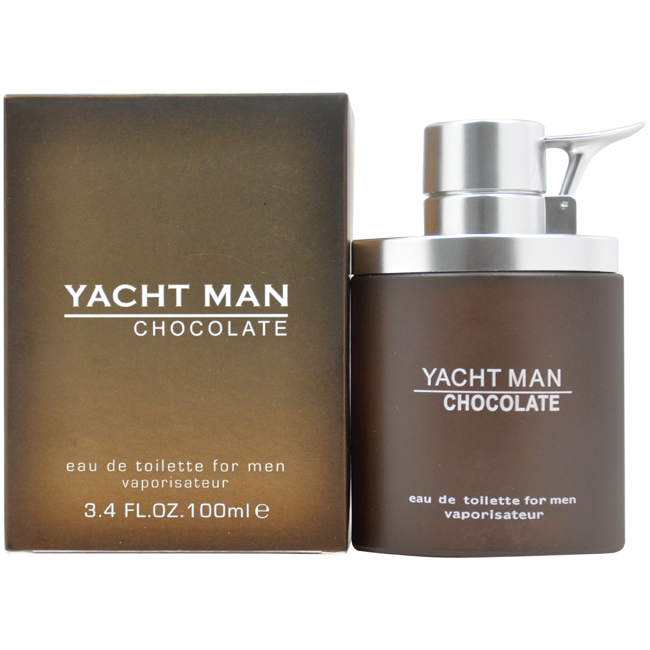 YACHT MAN
CHOCOLATE
eau de toilette for men
vaporisateur
3.4 FL.OZ.100ml e
YACHT MAN
CHOCOLATE
eau de toilette for men
vaporisateur